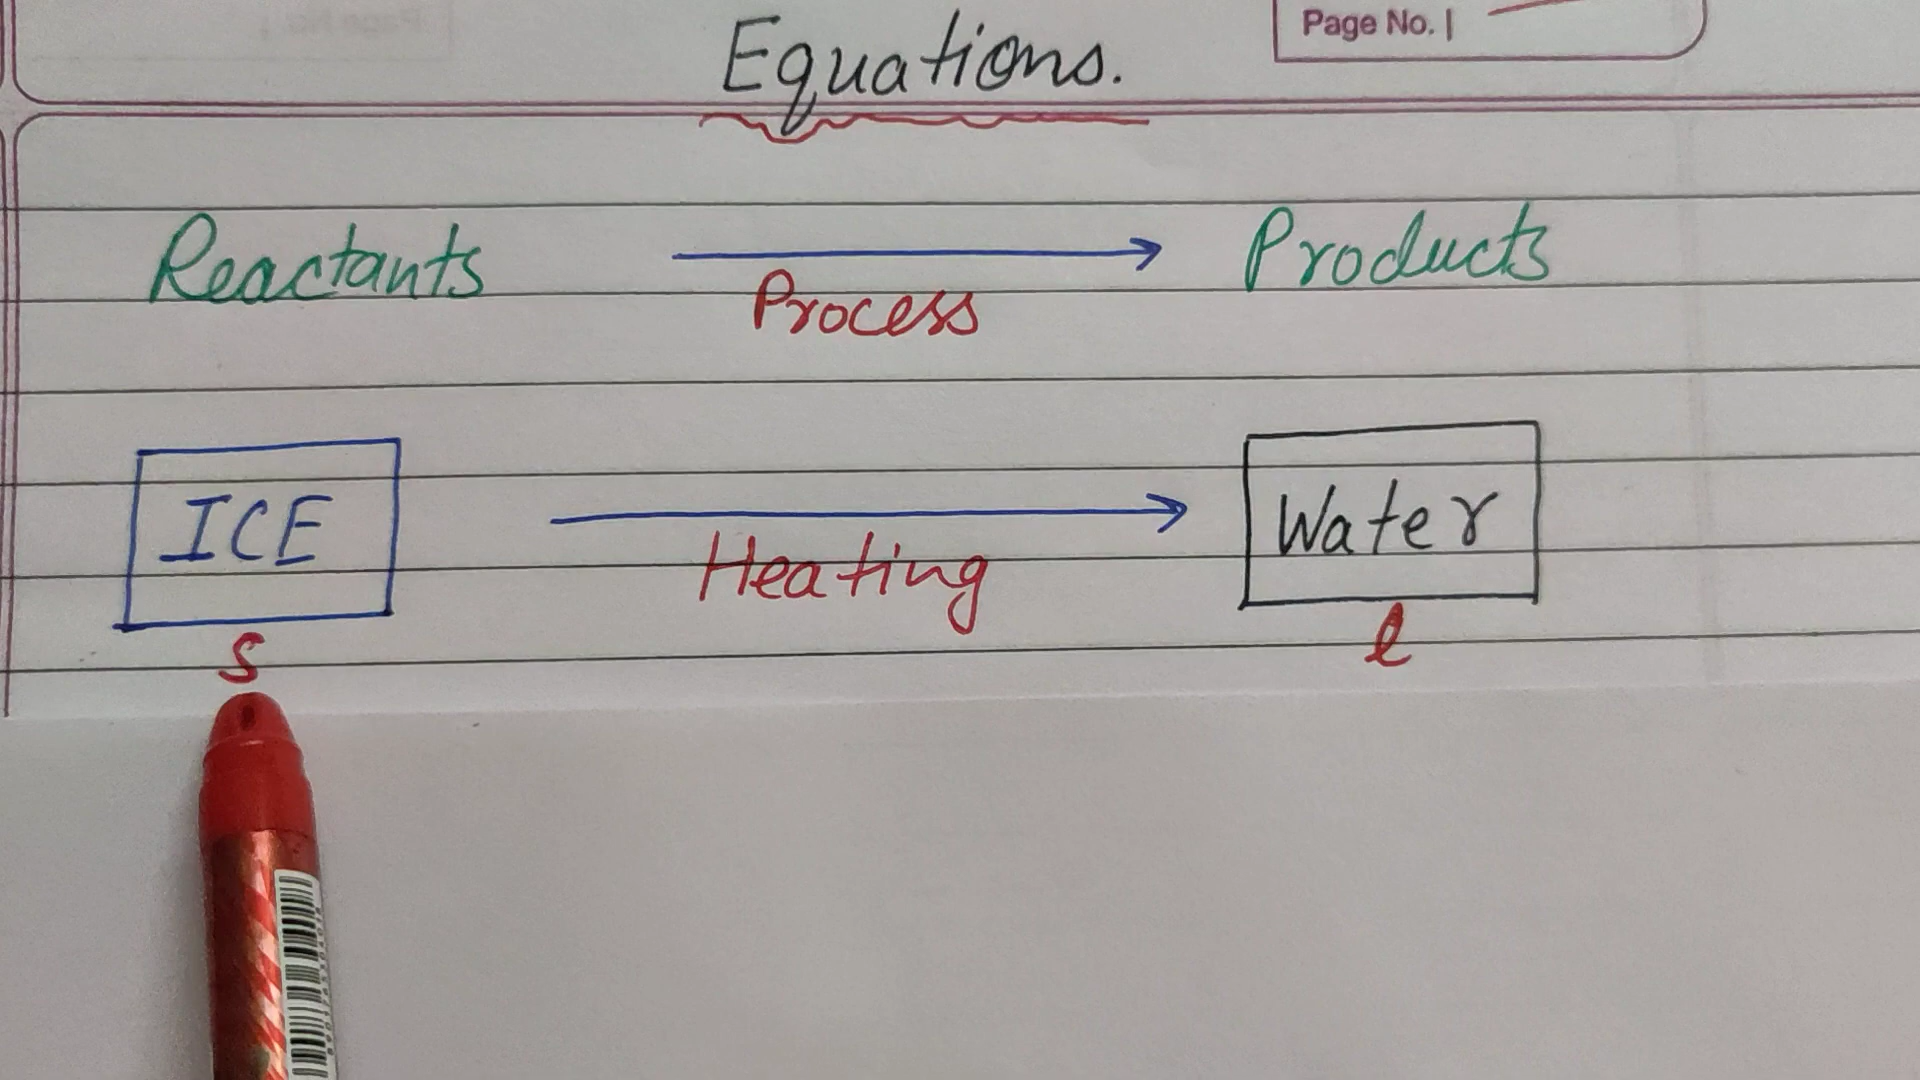 Page No.
Equations.
Reactants → Products
Process
ICE → Water
Heating
s l